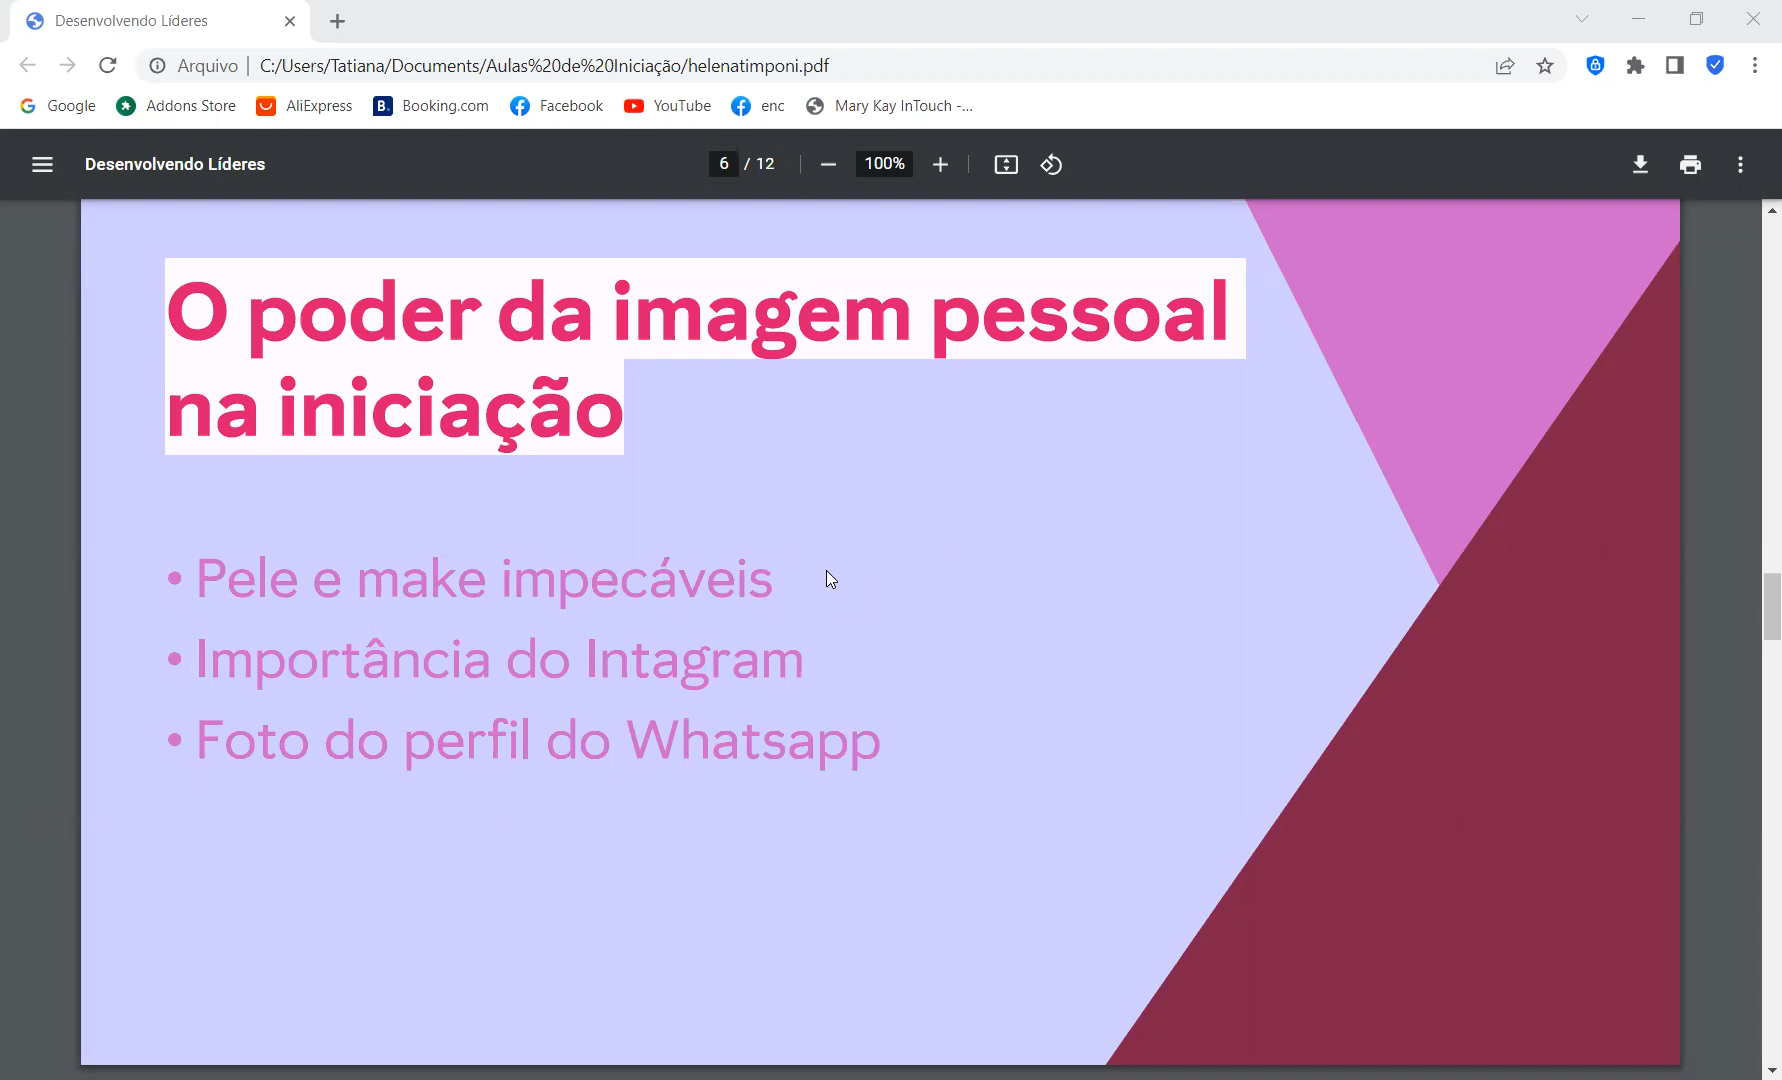 Desenvolvendo Líderes
Arquivo
C:/Users/Tatiana/Documents/Aulas%20de%20Iniciação/helenatimponi.pdf
Google
Addons Store
AliExpress
B. Booking.com
Facebook
YouTube
enc
Mary Kay InTouch -...
Desenvolvendo Líderes
6 / 12
100%
O poder da imagem pessoal
na iniciação
• Pele e make impecáveis
• Importância do Intagram
• Foto do perfil do Whatsapp